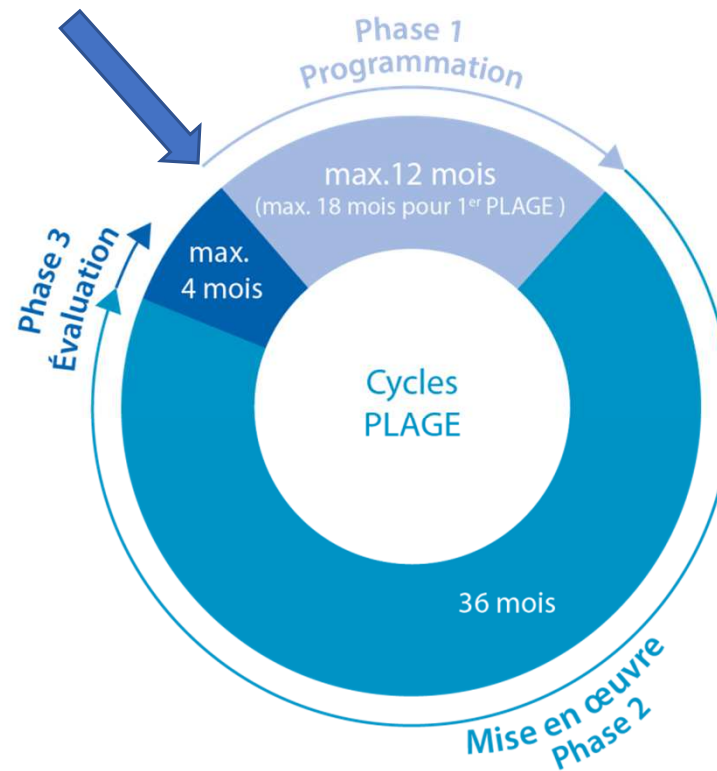 Phase 1
Programmation
max.12 mois
(max. 18 mois pour 1er PLAGE )
max.
4 mois
Phase 3
Évaluation
Cycles
PLAGE
36 mois
Mise en œuvre
Phase 2